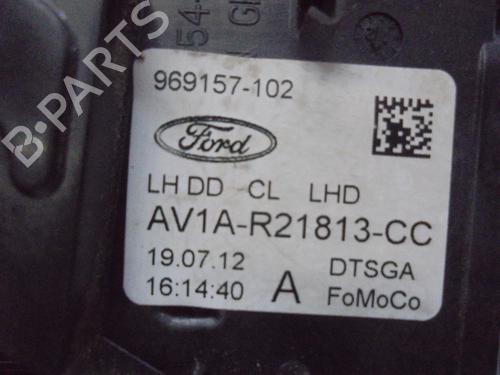 B-PARTS
54-
969157-102
Ford
LH DD CL LHD
AV1A-R21813-CC
19.07.12 DTSGA
16:14:40 A FoMoCo